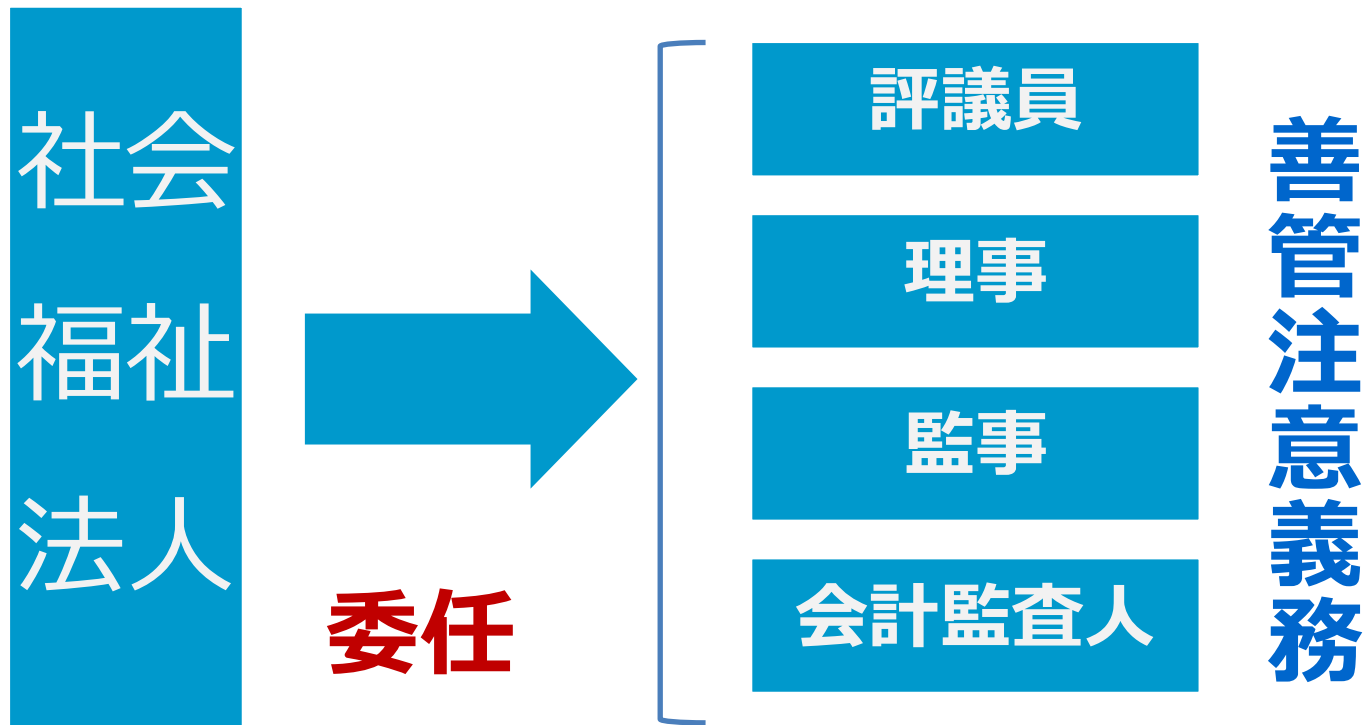 社会
福祉
法人
委任
評議員
理事
監事
会計監査人
善管注意義務